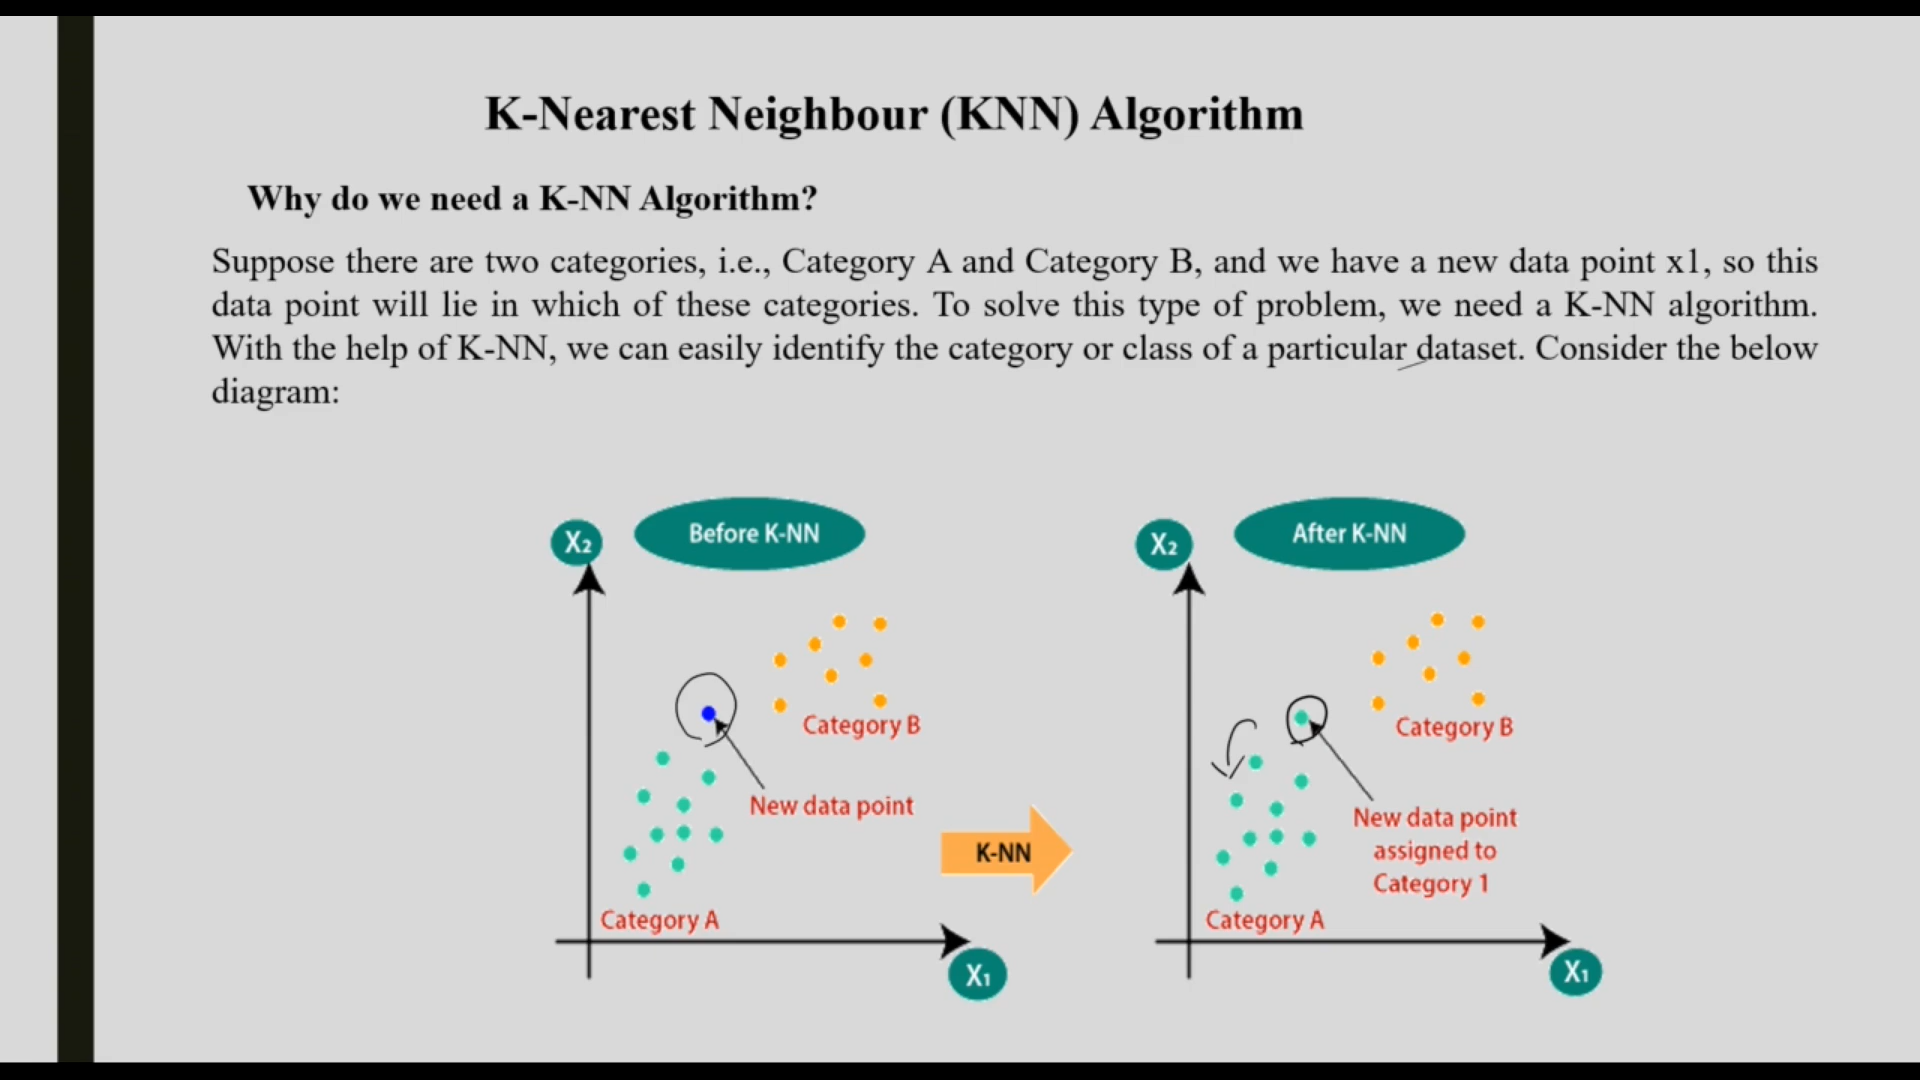 K-Nearest Neighbour (KNN) Algorithm
Why do we need a K-NN Algorithm?
Suppose there are two categories, i.e., Category A and Category B, and we have a new data point x1, so this
data point will lie in which of these categories. To solve this type of problem, we need a K-NN algorithm.
With the help of K-NN, we can easily identify the category or class of a particular dataset. Consider the below
diagram:
X₂
Before K-NN
Category B
New data point
Category A
X₁
K-NN
X₂
After K-NN
Category B
New data point
assigned to
Category 1
Category A
X₁